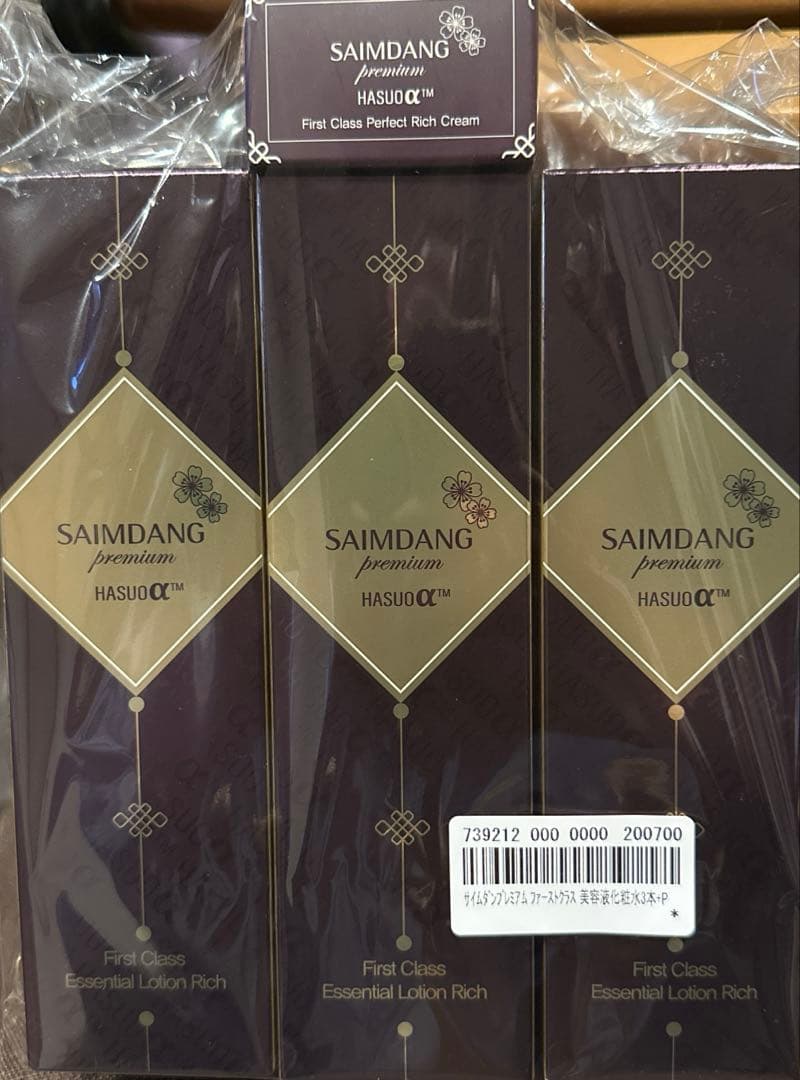 SAIMDANG
premium
HASUOα™
First Class Perfect Rich Cream
SAIMDANG
premium
HASUOα™
First Class
Essential Lotion Rich
SAIMDANG
premium
HASUOα™
First Class
Essential Lotion Rich
SAIMDANG
premium
HASUOα™
739212 000 0000 200700
サイムダンプレミアム ファーストクラス 美容液化粧水3本+P
*
First Class
Essential Lotion Rich